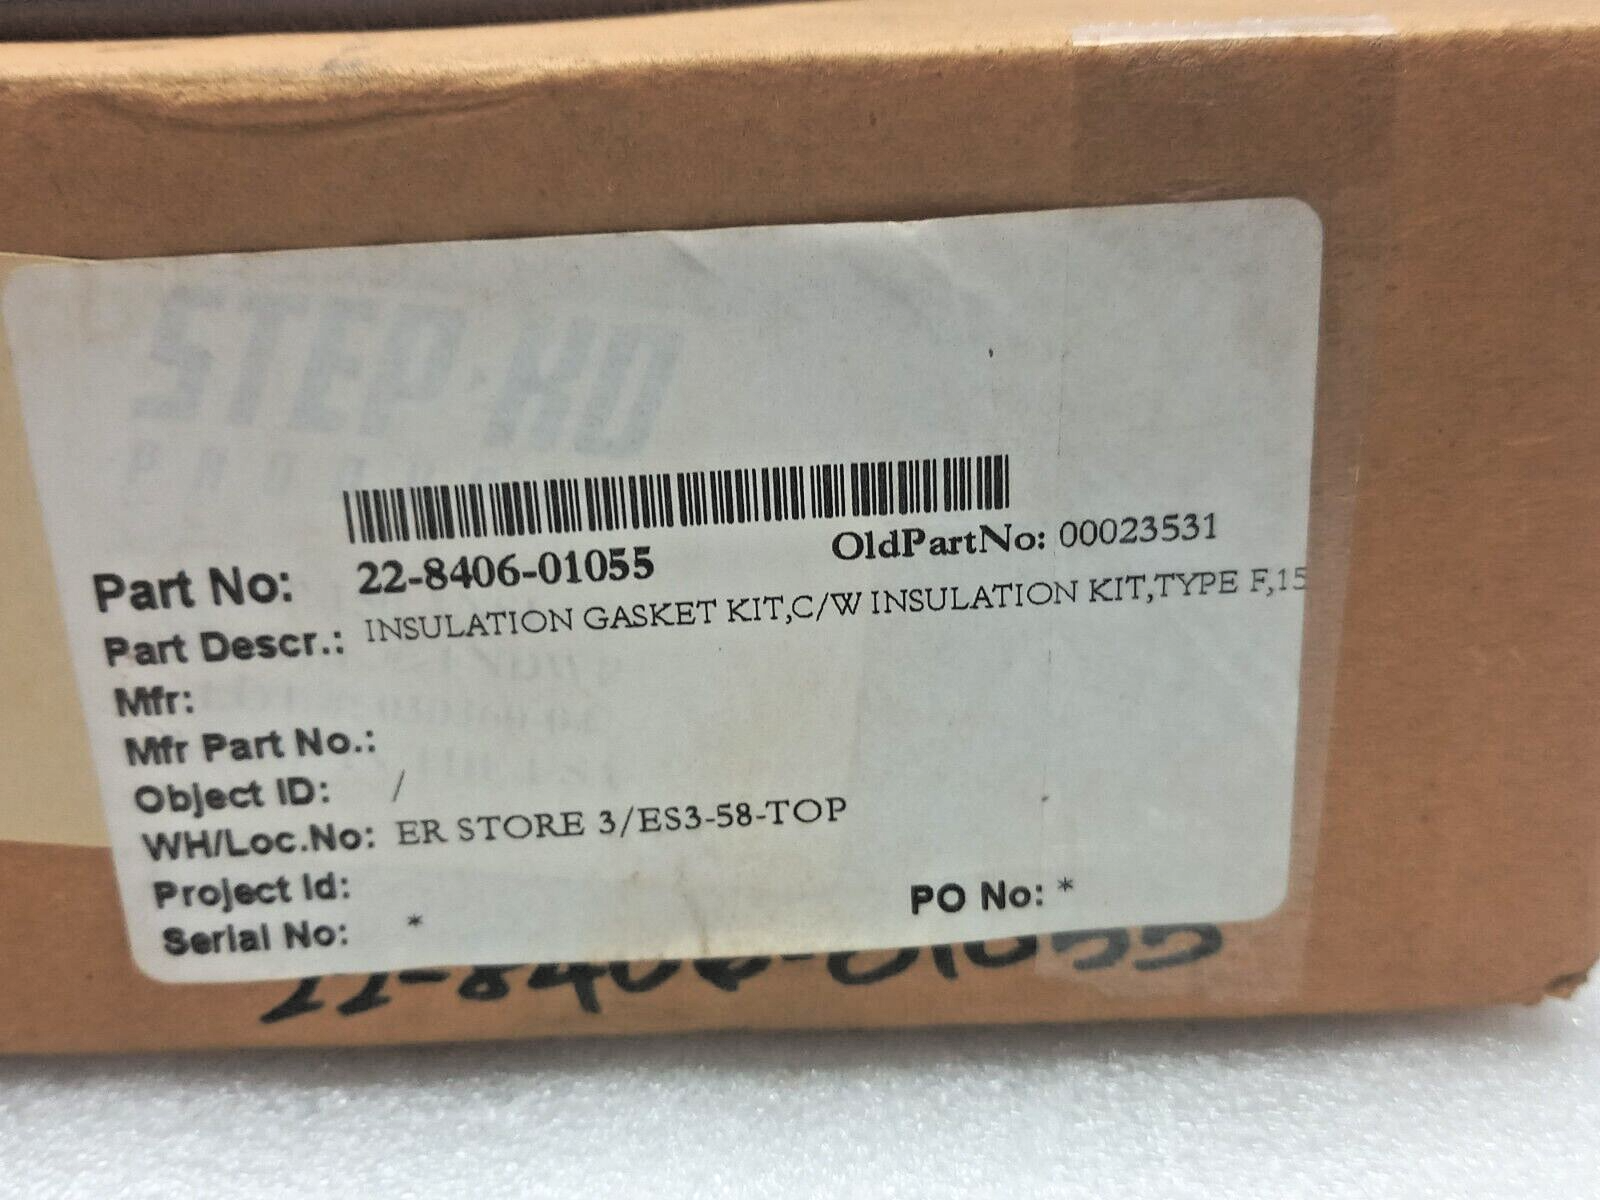 STEP-KO
Part No: 22-8406-01055 OldPartNo: 00023531
Part Descr.: INSULATION GASKET KIT,C/W INSULATION KIT,TYPE F,15
Mfr:
Mfr Part No.:
Object ID: /
WH/Loc.No: ER STORE 3/ES3-58-TOP
Project Id:
Serial No: * PO No: *
22-8406-01055